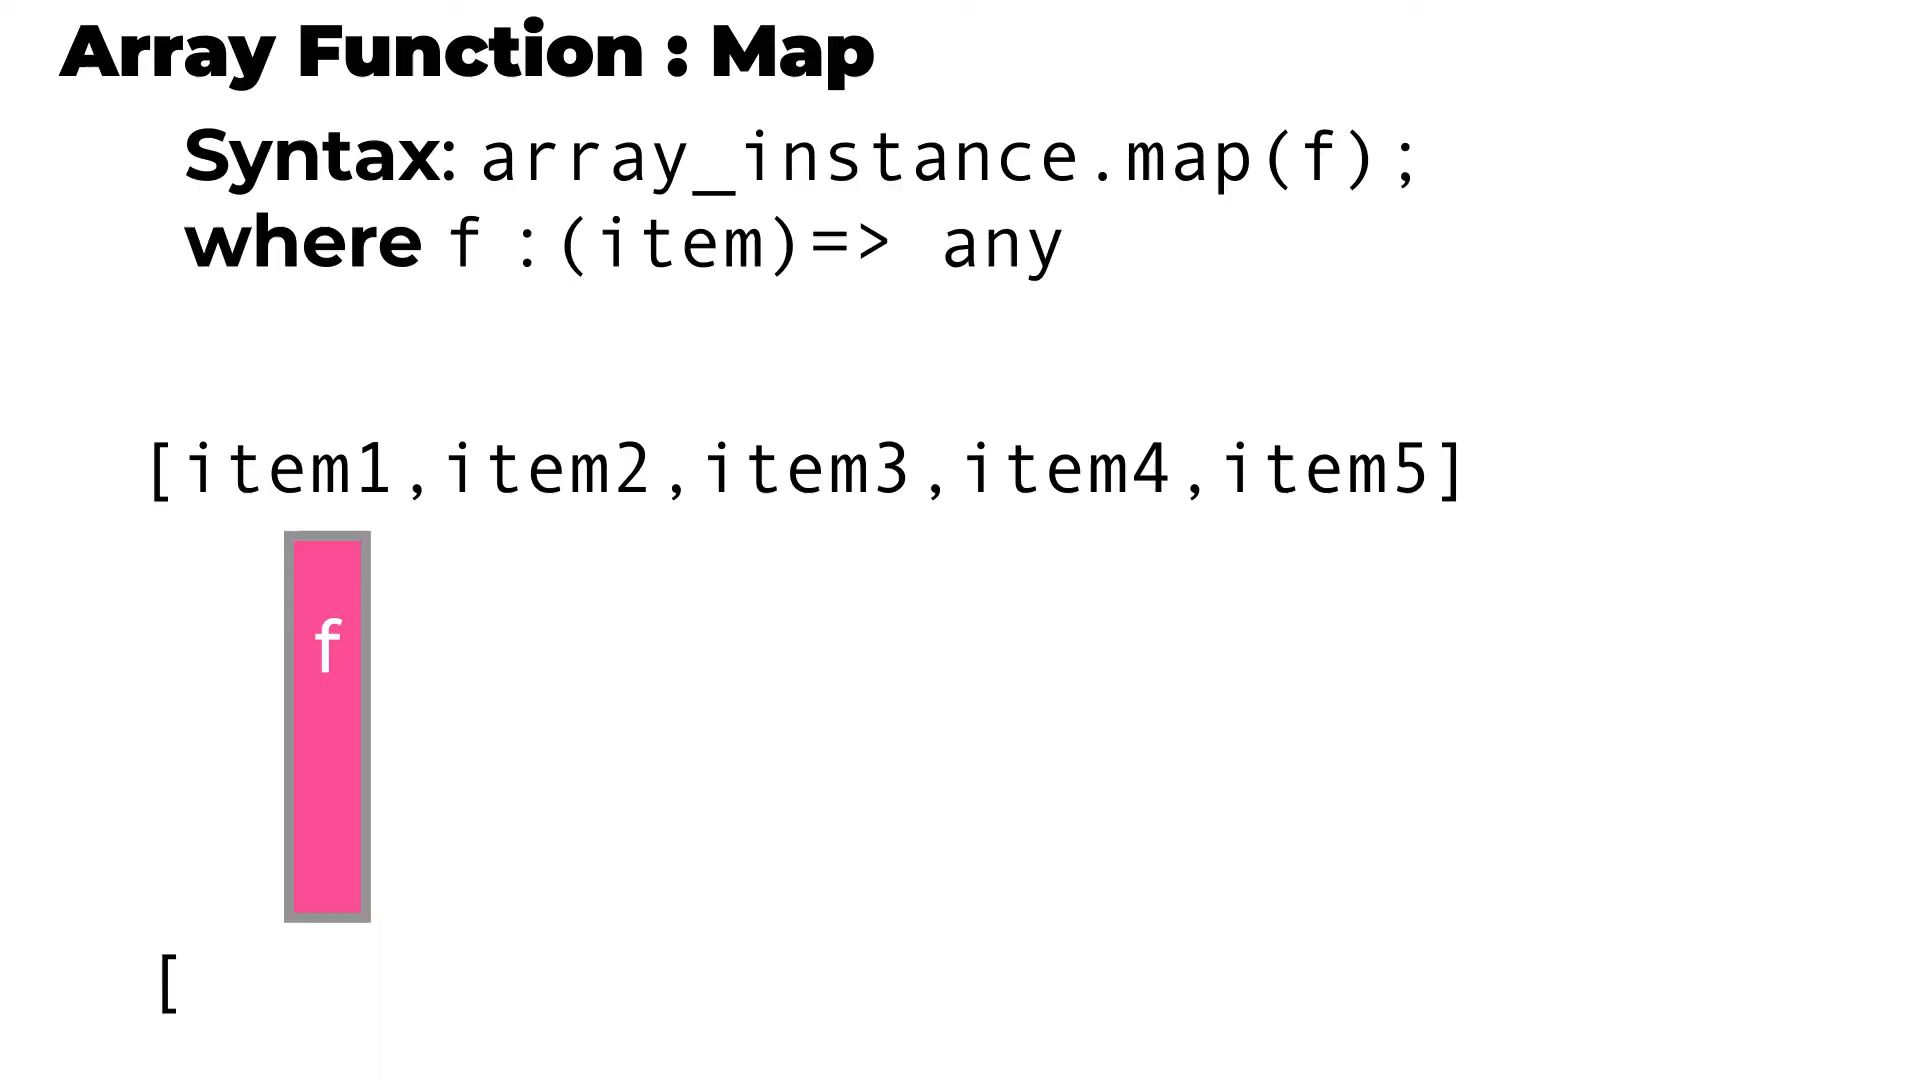 Array Function : Map
Syntax: array_instance.map(f);
where f :(item)=> any
[item1,item2,item3,item4,item5]
f
[